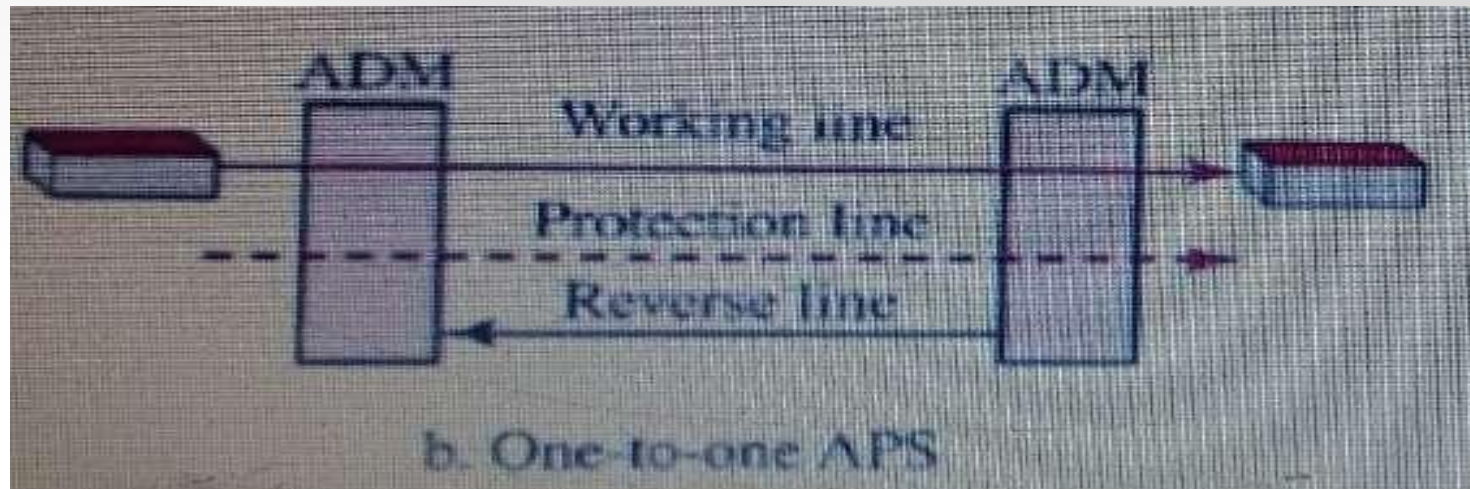 ADM ADM
Working line
Protection line
Reverse line
b. One-to-one APS